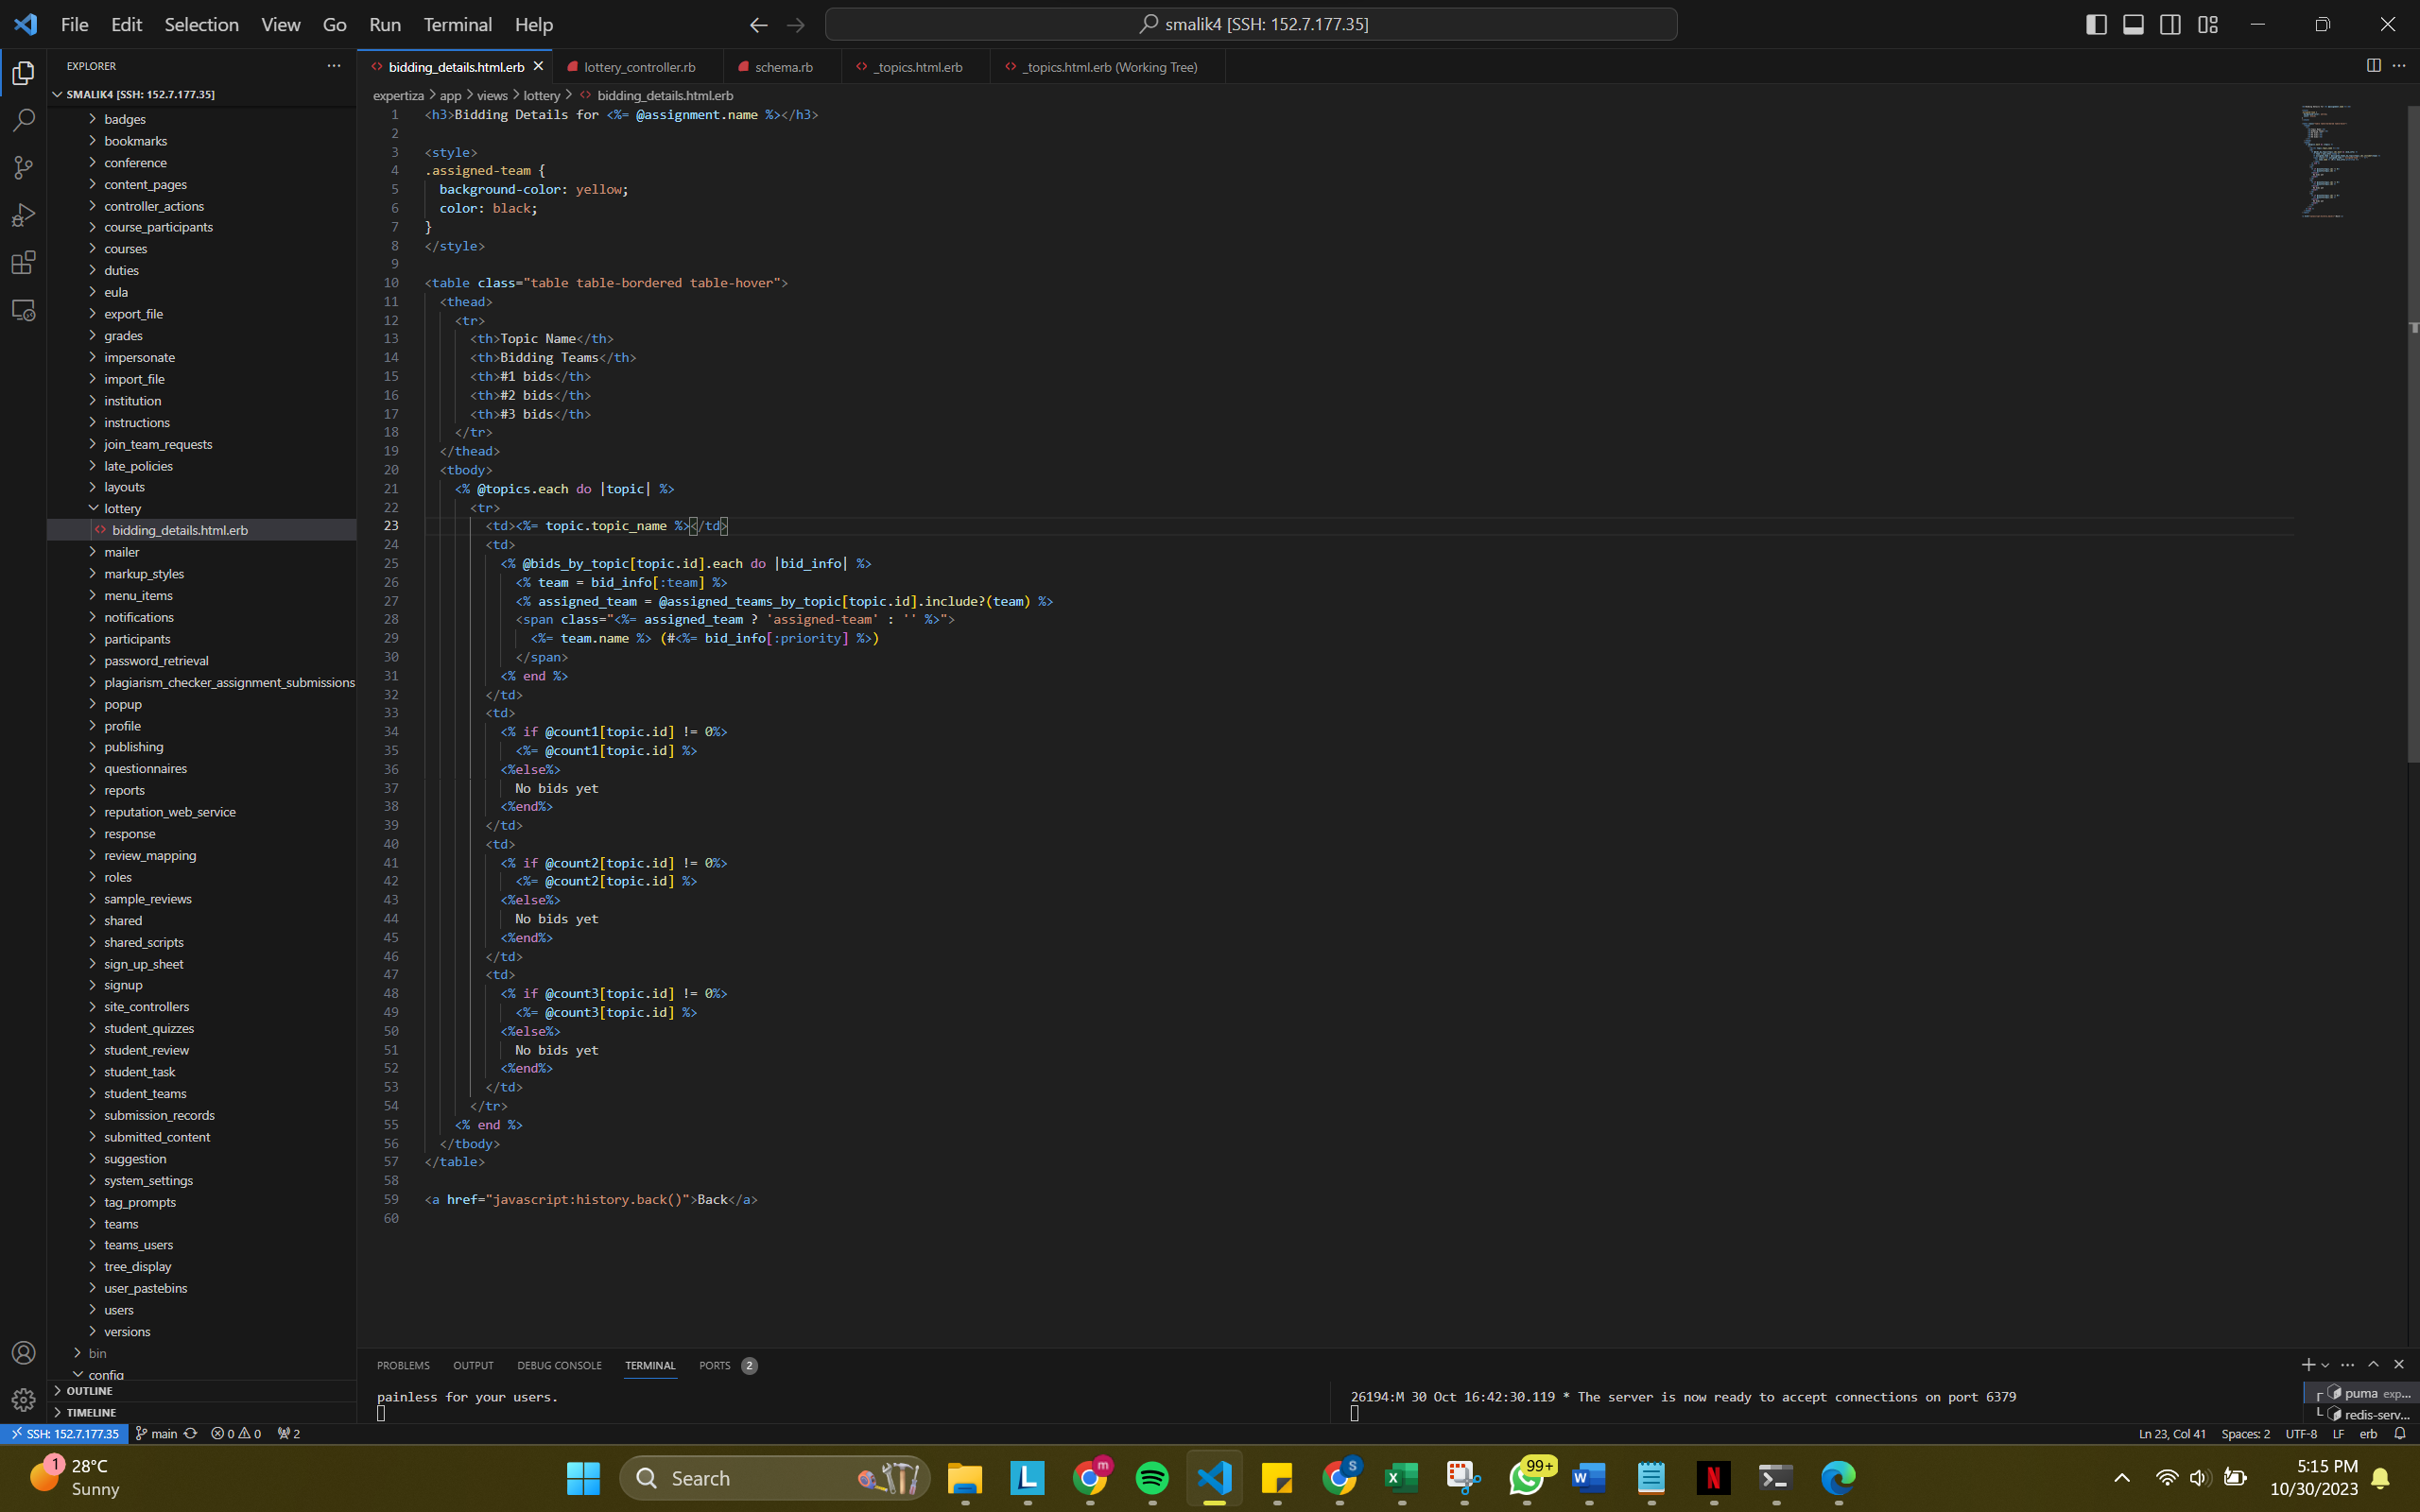 File Edit Selection View Go Run Terminal Help
smalik4 [SSH: 152.7.177.35]
EXPLORER
SMALIK4 [SSH: 152.7.177.35]
badges
bookmarks
conference
content_pages
controller_actions
course_participants
courses
duties
eula
export_file
grades
impersonate
import_file
institution
instructions
join_team_requests
late_policies
layouts
lottery
bidding_details.html.erb
mailer
markup_styles
menu_items
notifications
participants
password_retrieval
plagiarism_checker_assignment_submissions
popup
profile
publishing
questionnaires
reports
reputation_web_service
response
review_mapping
roles
sample_reviews
shared
shared_scripts
sign_up_sheet
signup
site_controllers
student_quizzes
student_review
student_task
student_teams
submission_records
submitted_content
suggestion
system_settings
tag_prompts
teams
teams_users
tree_display
user_pastebins
users
versions
bin
config
OUTLINE
TIMELINE
bidding_details.html.erb lottery_controller.rb schema.rb _topics.html.erb _topics.html.erb (Working Tree)
expertiza > app > views > lottery > bidding_details.html.erb
1 <h3>Bidding Details for <%= @assignment.name %></h3>
2
3 <style>
4 .assigned-team {
5 background-color: yellow;
6 color: black;
7 }
8 </style>
9
10 <table class="table table-bordered table-hover">
11 <thead>
12 <tr>
13 <th>Topic Name</th>
14 <th>Bidding Teams</th>
15 <th>#1 bids</th>
16 <th>#2 bids</th>
17 <th>#3 bids</th>
18 </tr>
19 </thead>
20 <tbody>
21 <% @topics.each do |topic| %>
22 <tr>
23 <td><%= topic.topic_name %></td>
24 <td>
25 <% @bids_by_topic[topic.id].each do |bid_info| %>
26 <% team = bid_info[:team] %>
27 <% assigned_team = @assigned_teams_by_topic[topic.id].include?(team) %>
28 <span class="<%= assigned_team ? 'assigned-team' : '' %>">
29 <%= team.name %> (#<%= bid_info[:priority] %>)
30 </span>
31 <% end %>
32 </td>
33 <td>
34 <% if @count1[topic.id] != 0%>
35 <%= @count1[topic.id] %>
36 <%else%>
37 No bids yet
38 <%end%>
39 </td>
40 <td>
41 <% if @count2[topic.id] != 0%>
42 <%= @count2[topic.id] %>
43 <%else%>
44 No bids yet
45 <%end%>
46 </td>
47 <td>
48 <% if @count3[topic.id] != 0%>
49 <%= @count3[topic.id] %>
50 <%else%>
51 No bids yet
52 <%end%>
53 </td>
54 </tr>
55 <% end %>
56 </tbody>
57 </table>
58
59 <a href="javascript:history.back()">Back</a>
60
PROBLEMS OUTPUT DEBUG CONSOLE TERMINAL PORTS 2
painless for your users.
26194:M 30 Oct 16:42:30.119 * The server is now ready to accept connections on port 6379
puma exp...
redis-serv...
SSH: 152.7.177.35 main 0 0 2
Ln 23, Col 41 Spaces: 2 UTF-8 LF erb
1 28°C
Sunny
Search
L
m
S
X
99+
W
N
5:15 PM
10/30/2023